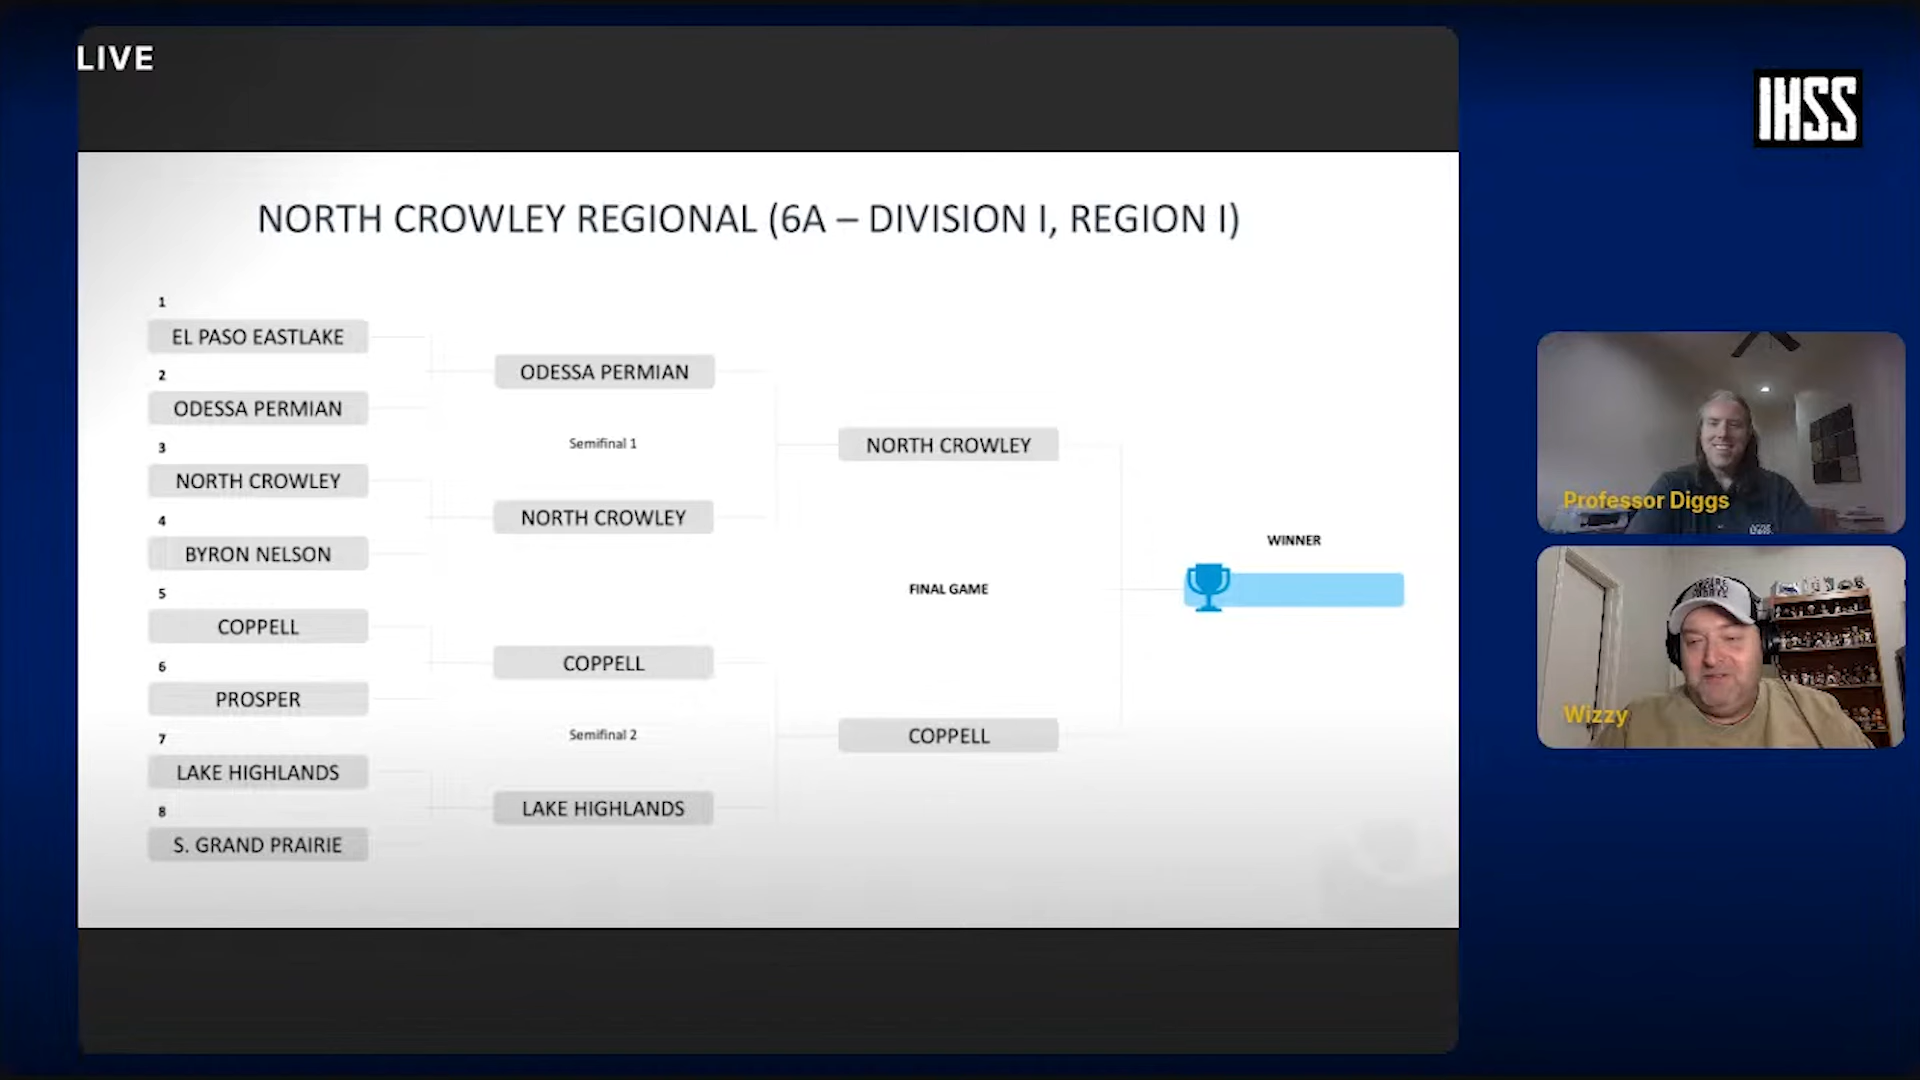 LIVE
IHSS
NORTH CROWLEY REGIONAL (6A – DIVISION I, REGION I)
1
EL PASO EASTLAKE
2
ODESSA PERMIAN
3
NORTH CROWLEY
4
BYRON NELSON
5
COPPELL
6
PROSPER
7
LAKE HIGHLANDS
8
S. GRAND PRAIRIE
ODESSA PERMIAN
Semifinal 1
NORTH CROWLEY
COPPELL
Semifinal 2
LAKE HIGHLANDS
NORTH CROWLEY
FINAL GAME
COPPELL
WINNER
Professor Diggs
Wizzy